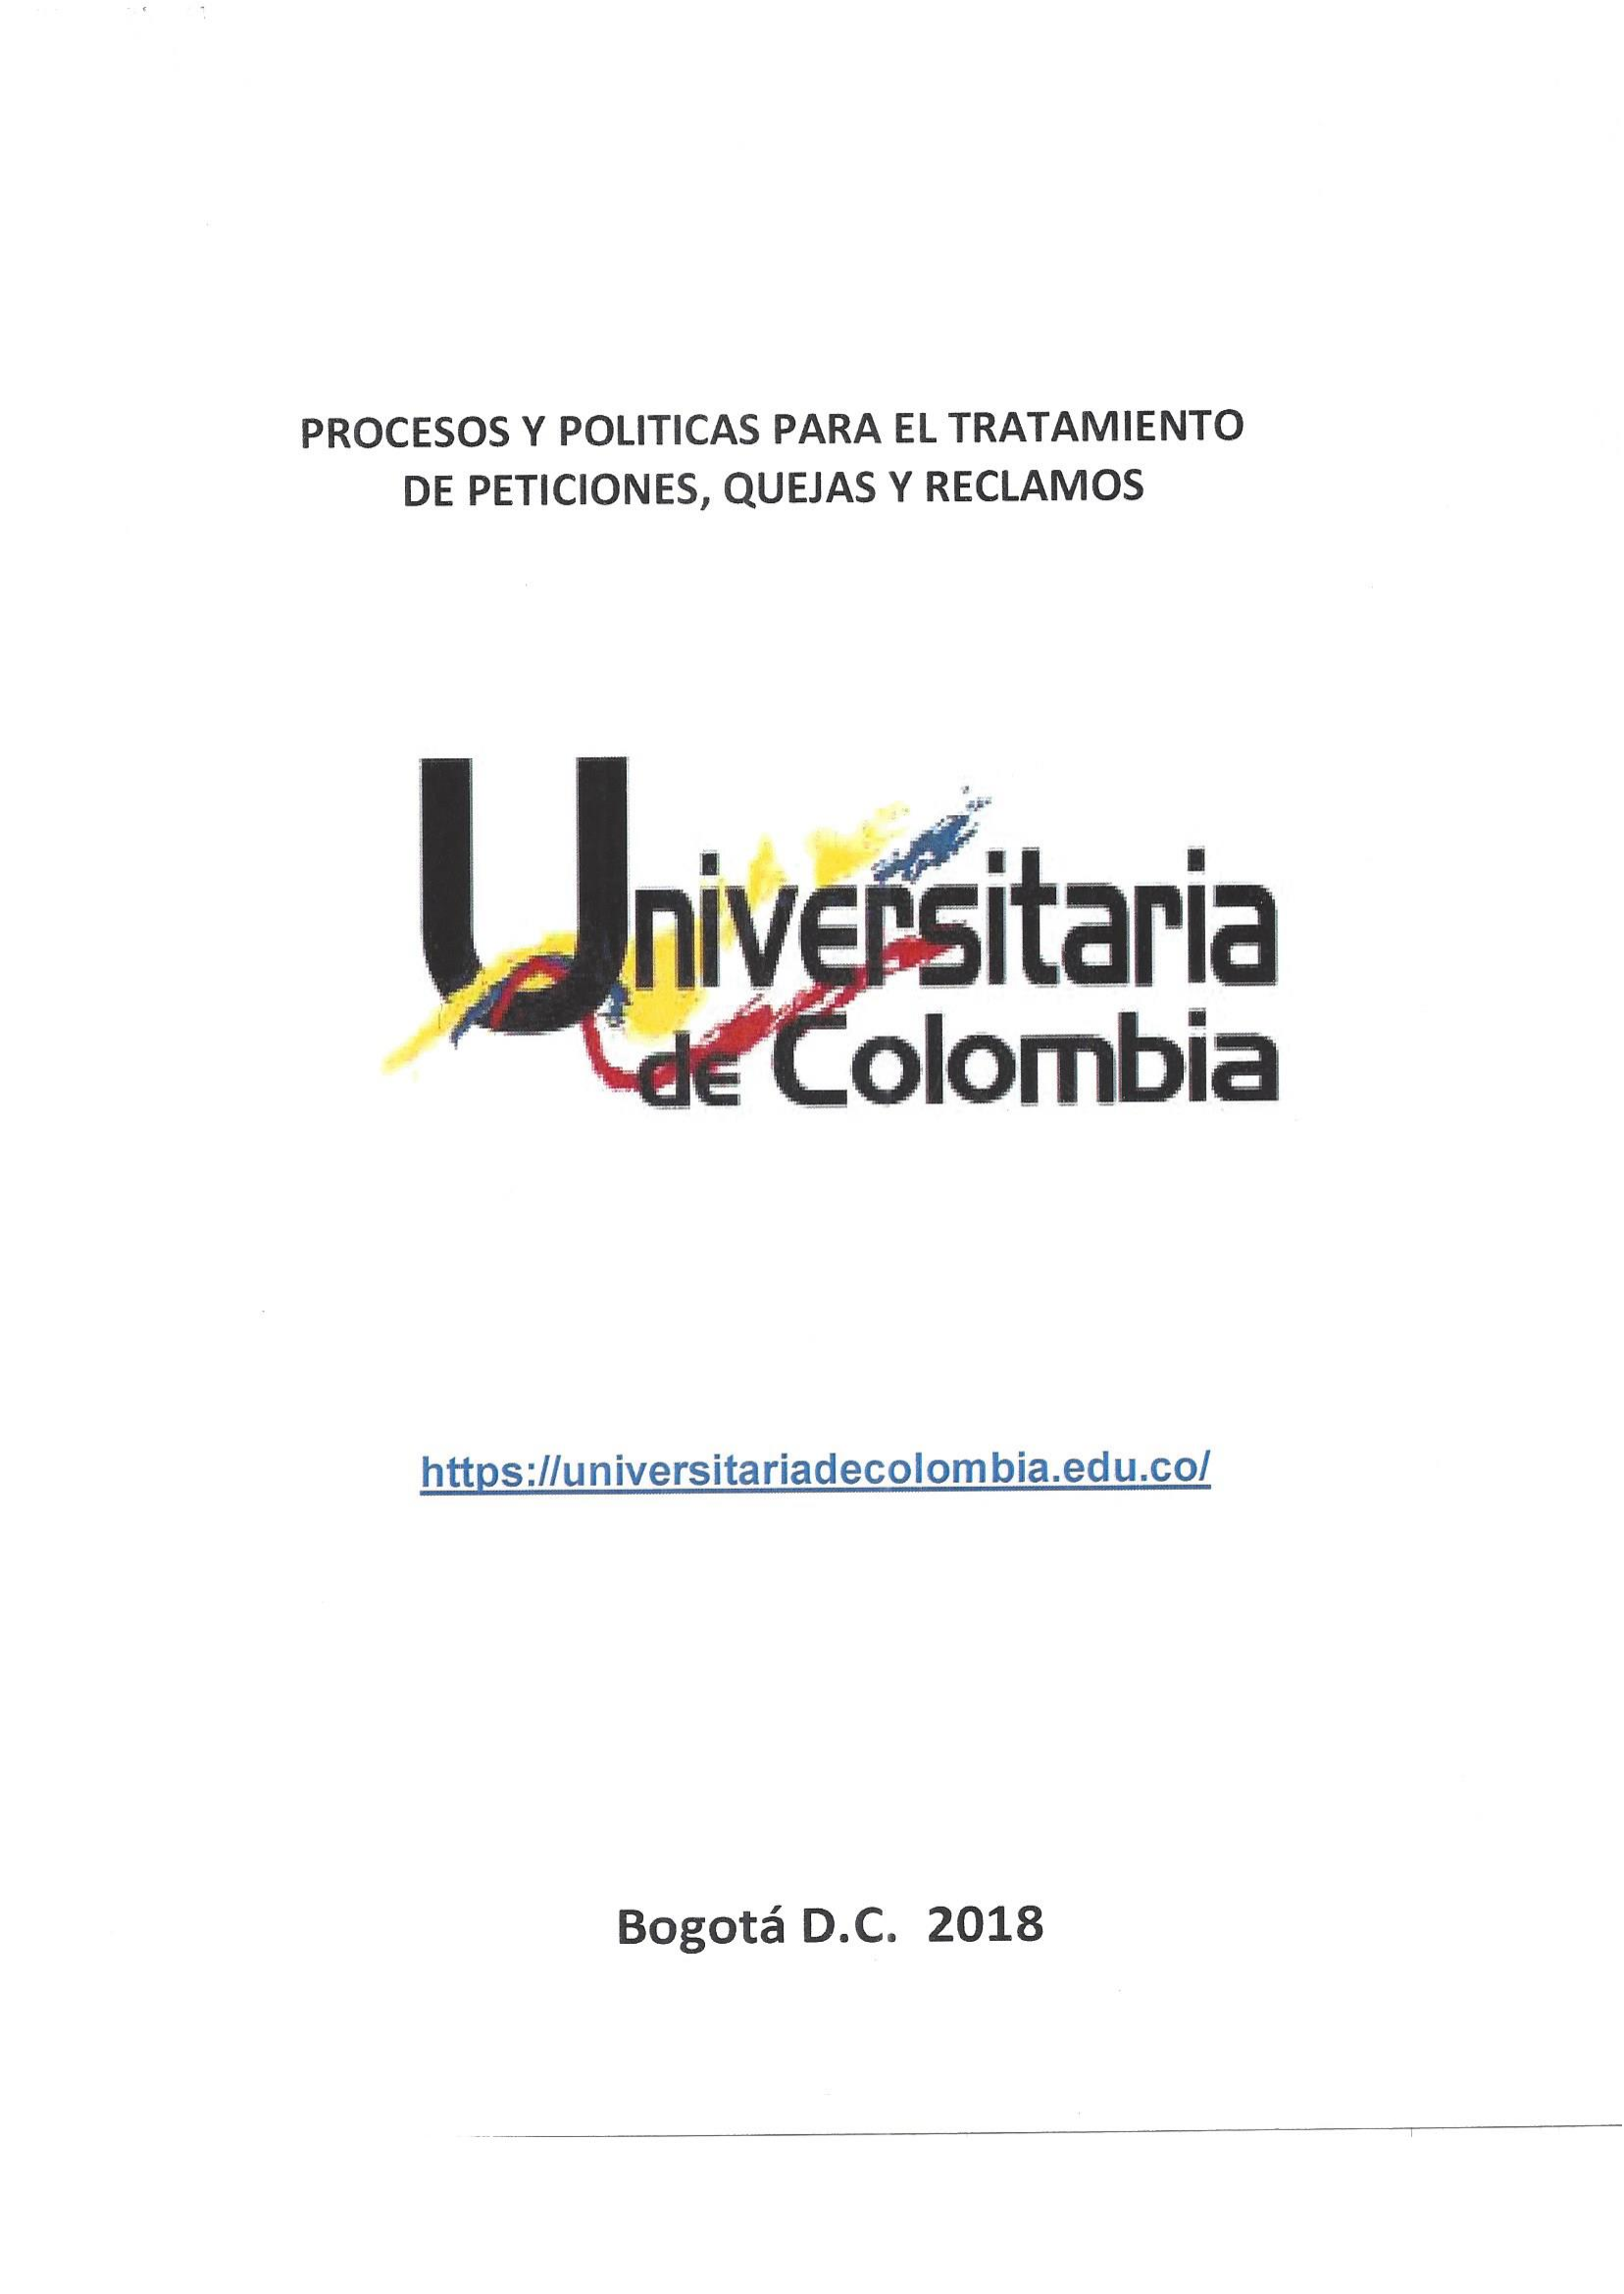 PROCESOS Y POLITICAS PARA EL TRATAMIENTO
DE PETICIONES, QUEJAS Y RECLAMOS
Universitaria
de Colombia
https://universitariadecolombia.edu.co/
Bogotá D.C. 2018